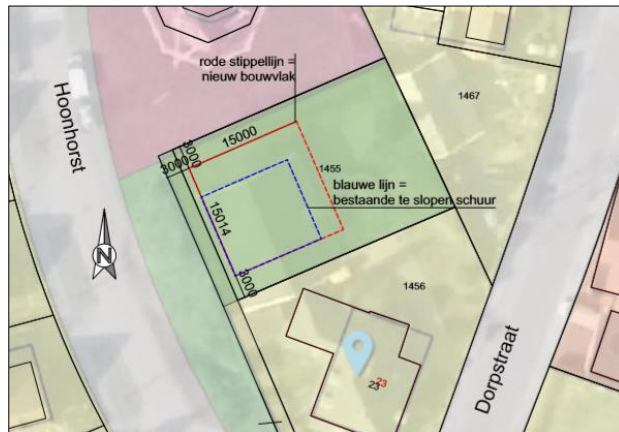 rode stippellijn =
nieuw bouwvlak
Hoonhorst
1467
15000
3000
3000
1455
blauwe lijn =
bestaande te slopen schuur
15014
N
3000
1456
23
23
Dorpstraat